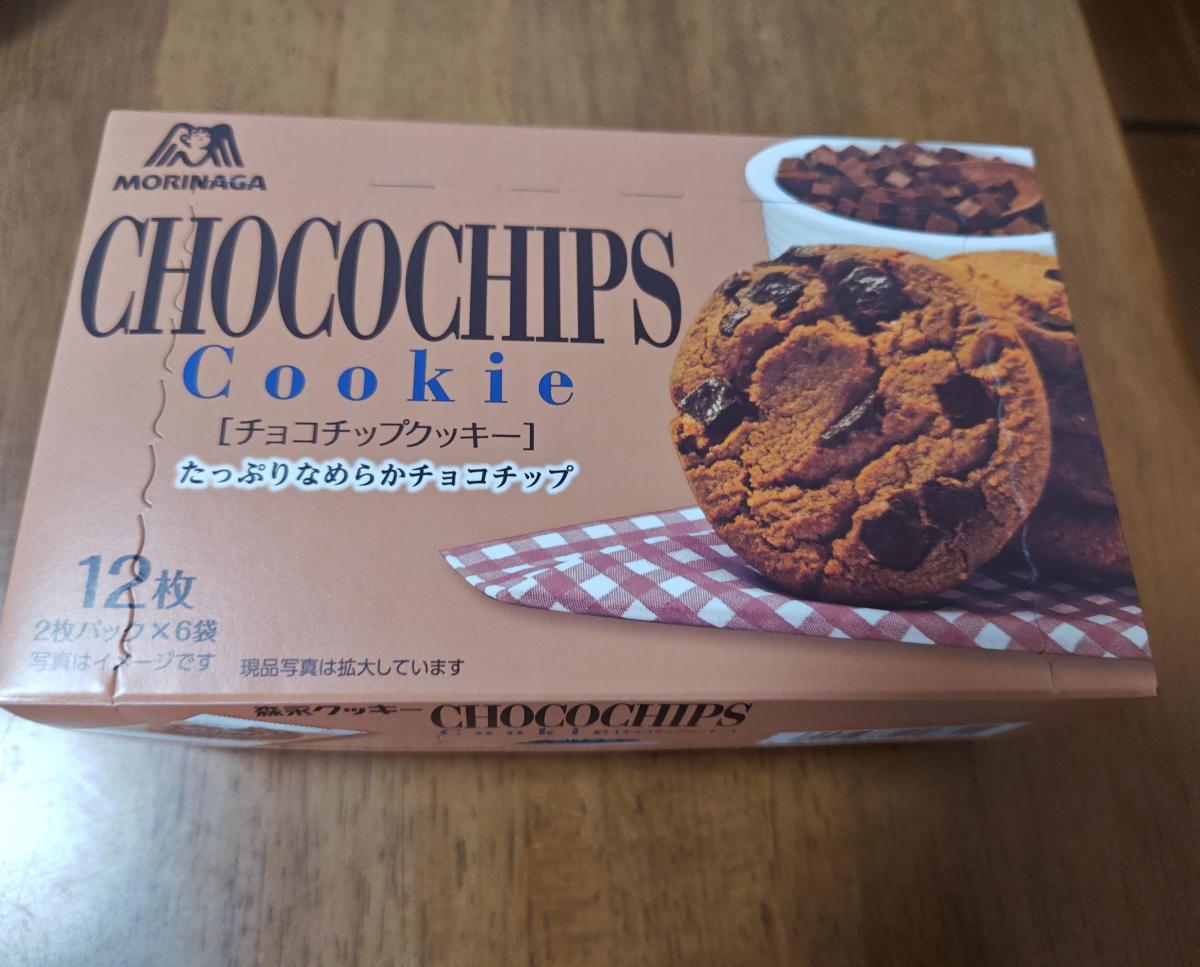 MORINAGA
CHOCOCHIPS
Cookie
[チョコチップクッキー]
たっぷりなめらかチョコチップ
12枚
2枚パック×6袋
写真はイメージです 現品写真は拡大しています
森永クッキー CHOCOCHIPS
Cookie